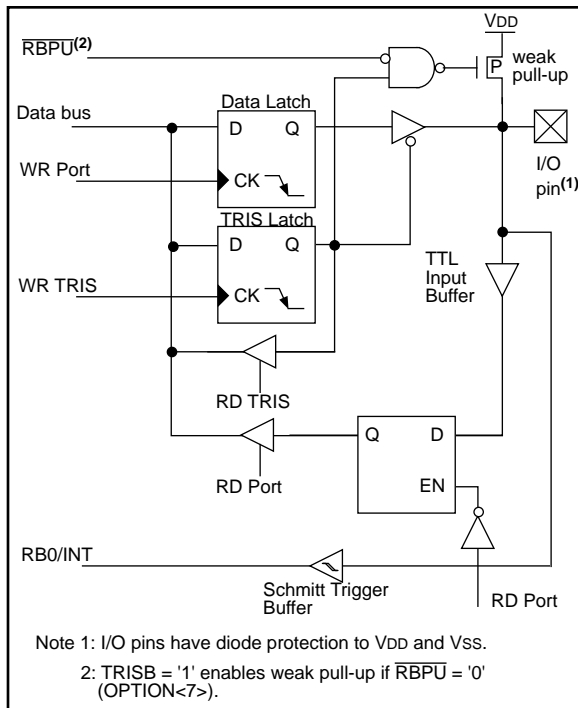 VDD
RBPU(2)
P
weak
pull-up
Data Latch
Data bus
D Q
I/O
pin(1)
WR Port
CK
TRIS Latch
D Q
TTL
Input
Buffer
WR TRIS
CK
RD TRIS
Q D
RD Port
EN
RB0/INT
Schmitt Trigger
Buffer
RD Port
Note 1: I/O pins have diode protection to VDD and VSS.
2: TRISB = '1' enables weak pull-up if RBPU = '0'
(OPTION<7>).